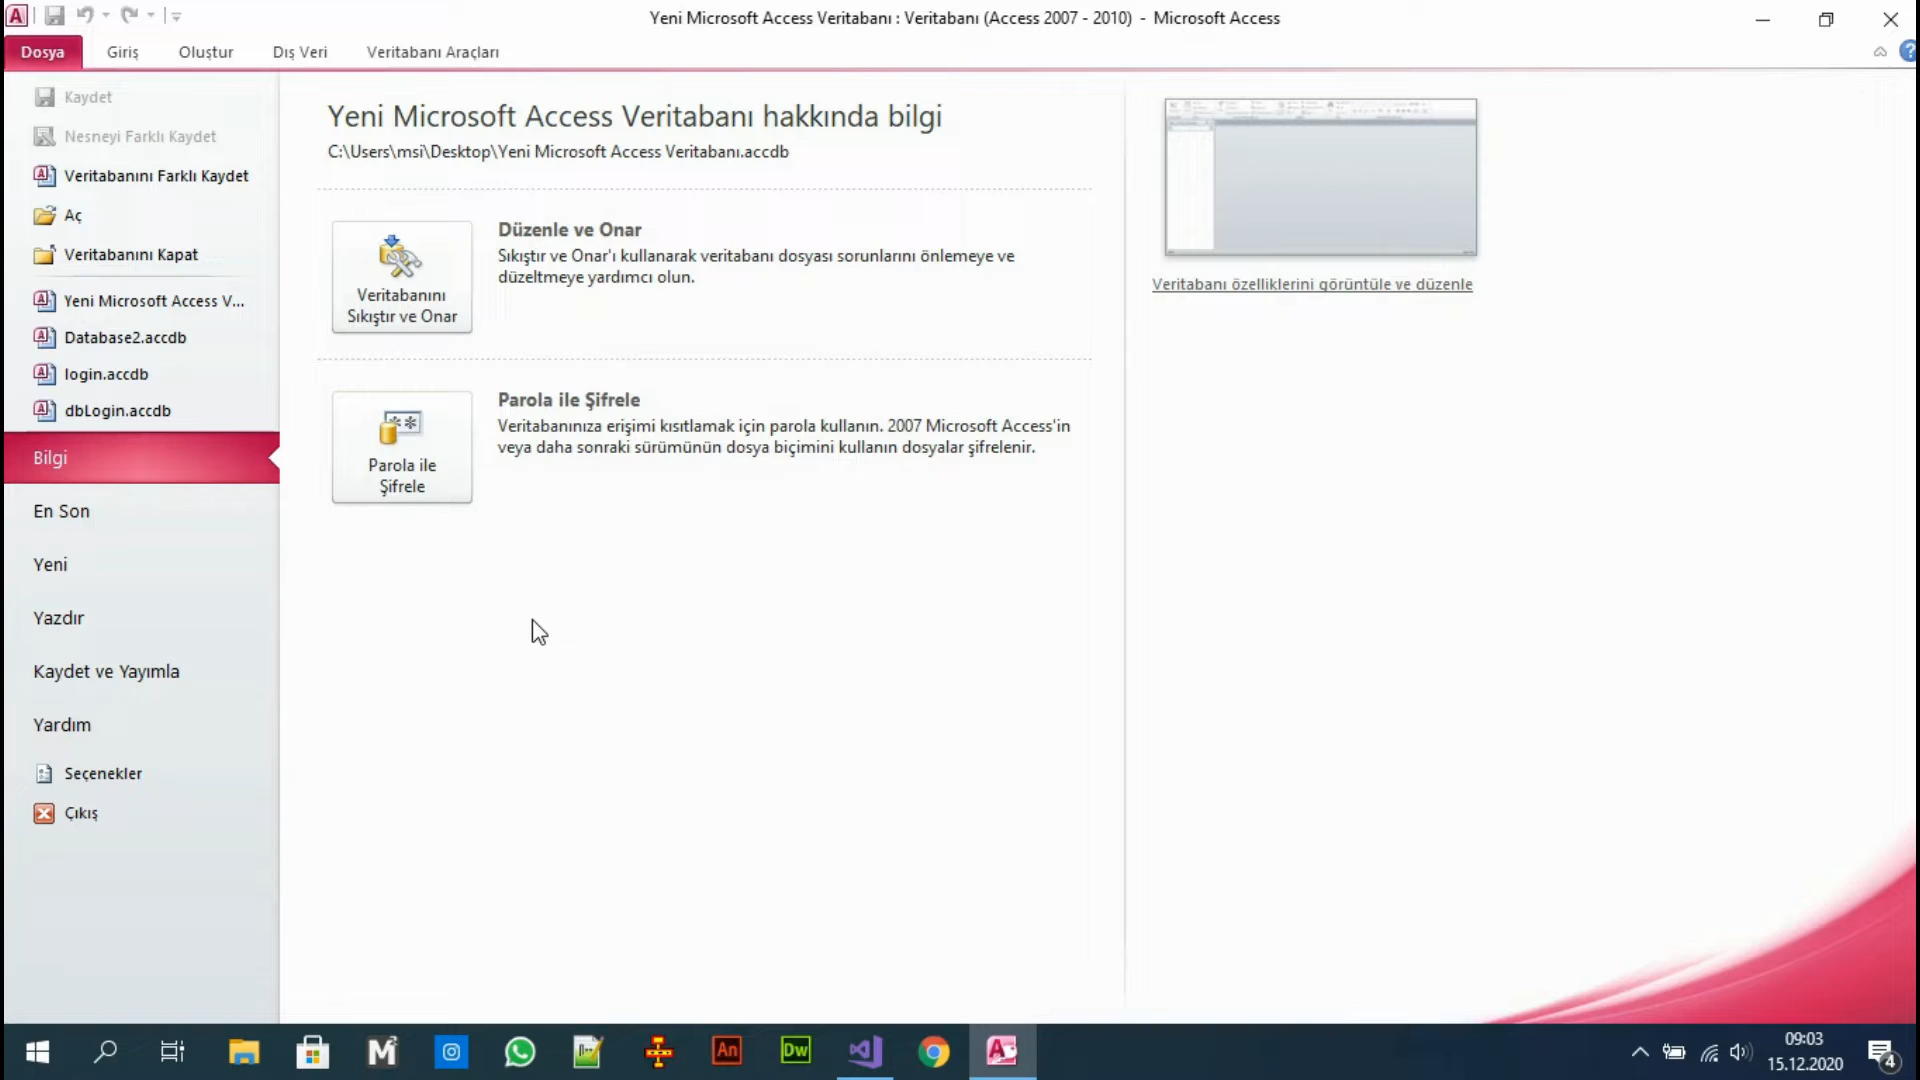 Yeni Microsoft Access Veritabanı : Veritabanı (Access 2007 - 2010) - Microsoft Access
Dosya
Giriş
Oluştur
Dış Veri
Veritabanı Araçları
Kaydet
Nesneyi Farklı Kaydet
Veritabanını Farklı Kaydet
Aç
Veritabanını Kapat
Yeni Microsoft Access V...
Database2.accdb
login.accdb
dbLogin.accdb
Bilgi
En Son
Yeni
Yazdır
Kaydet ve Yayımla
Yardım
Seçenekler
Çıkış
Yeni Microsoft Access Veritabanı hakkında bilgi
C:\Users\msi\Desktop\Yeni Microsoft Access Veritabanı.accdb
Veritabanını
Sıkıştır ve Onar
Düzenle ve Onar
Sıkıştır ve Onar'ı kullanarak veritabanı dosyası sorunlarını önlemeye ve
düzeltmeye yardımcı olun.
Parola ile
Şifrele
Parola ile Şifrele
Veritabanınıza erişimi kısıtlamak için parola kullanın. 2007 Microsoft Access'in
veya daha sonraki sürümünün dosya biçimini kullanın dosyalar şifrelenir.
Veritabanı özelliklerini görüntüle ve düzenle
An
Dw
09:03
15.12.2020
4